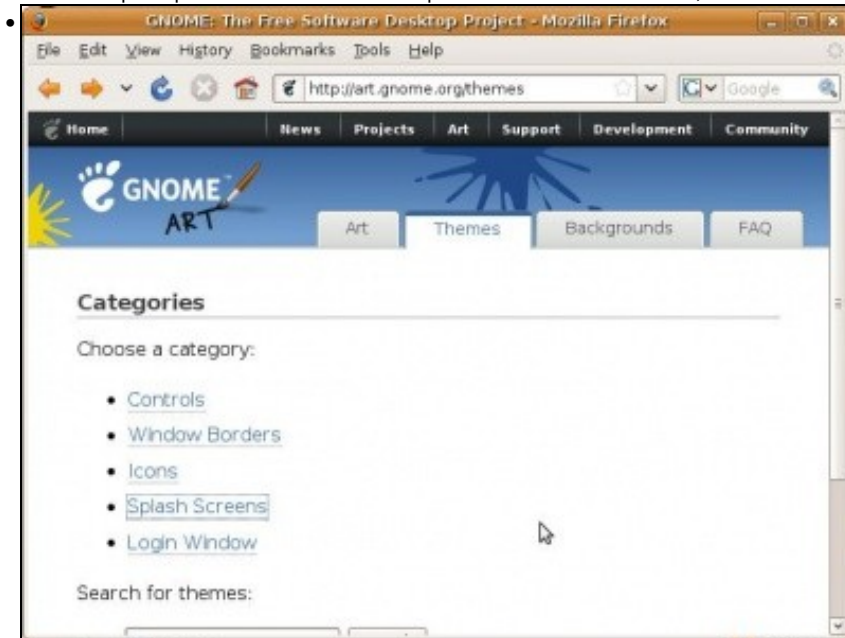 GNOME: The Free Software Desktop Project - Mozilla Firefox
File Edit View History Bookmarks Tools Help
http://art.gnome.org/themes Google
Home News Projects Art Support Development Community
GNOME ART
Art Themes Backgrounds FAQ
Categories
Choose a category:
• Controls
• Window Borders
• Icons
• Splash Screens
• Login Window
Search for themes: